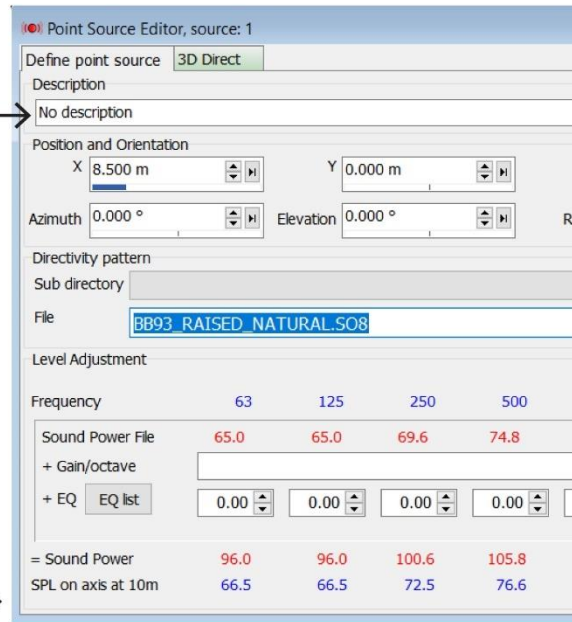 Point Source Editor, source: 1
Define point source 3D Direct
Description
No description
Position and Orientation
X 8.500 m Y 0.000 m
Azimuth 0.000 ° Elevation 0.000 ° R
Directivity pattern
Sub directory
File BB93_RAISED_NATURAL.SO8
Level Adjustment
Frequency 63 125 250 500
Sound Power File 65.0 65.0 69.6 74.8
+ Gain/octave
+ EQ EQ list 0.00 0.00 0.00 0.00
= Sound Power 96.0 96.0 100.6 105.8
SPL on axis at 10m 66.5 66.5 72.5 76.6